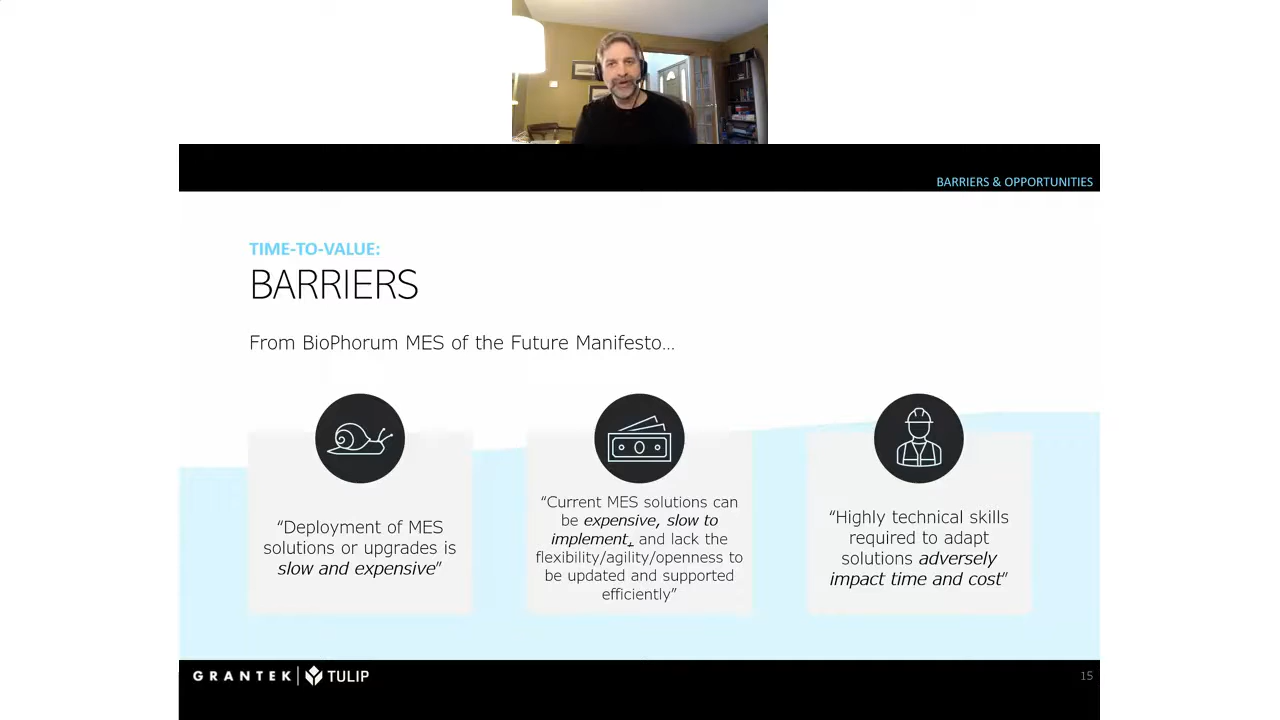 BARRIERS & OPPORTUNITIES
TIME-TO-VALUE:
BARRIERS
From BioPhorum MES of the Future Manifesto…
“Deployment of MES
solutions or upgrades is
slow and expensive”
“Current MES solutions can
be expensive, slow to
implement, and lack the
flexibility/agility/openness to
be updated and supported
efficiently”
“Highly technical skills
required to adapt
solutions adversely
impact time and cost”
GRANTEK | TULIP
15